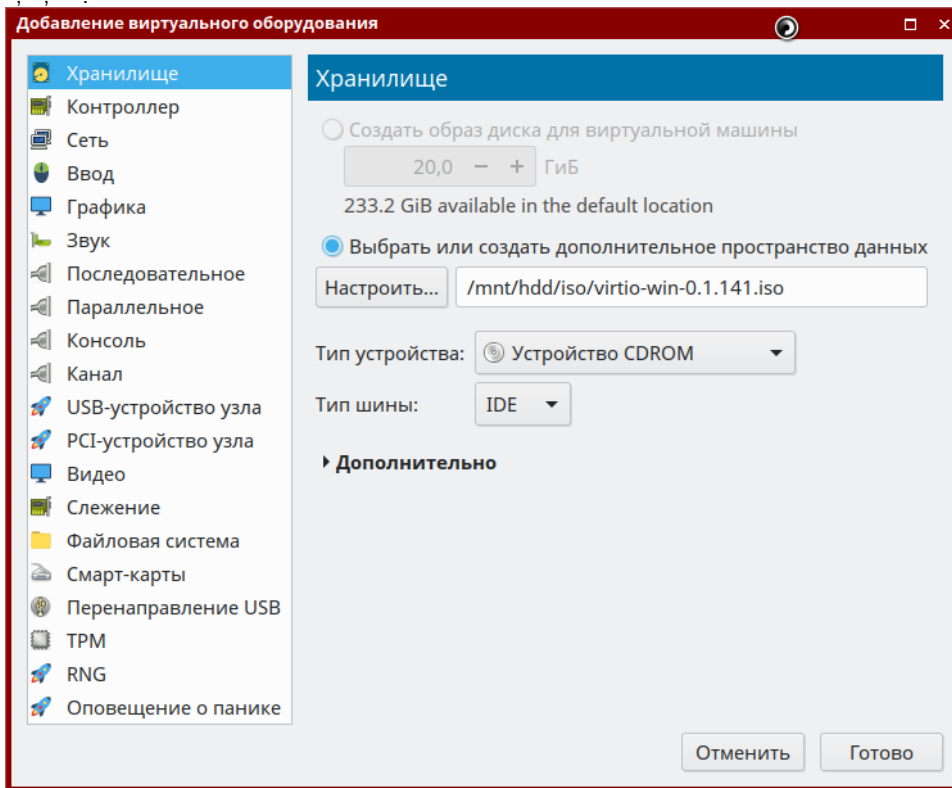 Добавление виртуального оборудования
Хранилище
Контроллер
Сеть
Ввод
Графика
Звук
Последовательное
Параллельное
Консоль
Канал
USB-устройство узла
PCI-устройство узла
Видео
Слежение
Файловая система
Смарт-карты
Перенаправление USB
TPM
RNG
Оповещение о панике
Хранилище
Создать образ диска для виртуальной машины
20,0 − + ГиБ
233.2 GiB available in the default location
Выбрать или создать дополнительное пространство данных
Настроить... /mnt/hdd/iso/virtio-win-0.1.141.iso
Тип устройства: Устройство CDROM
Тип шины: IDE
Дополнительно
Отменить Готово